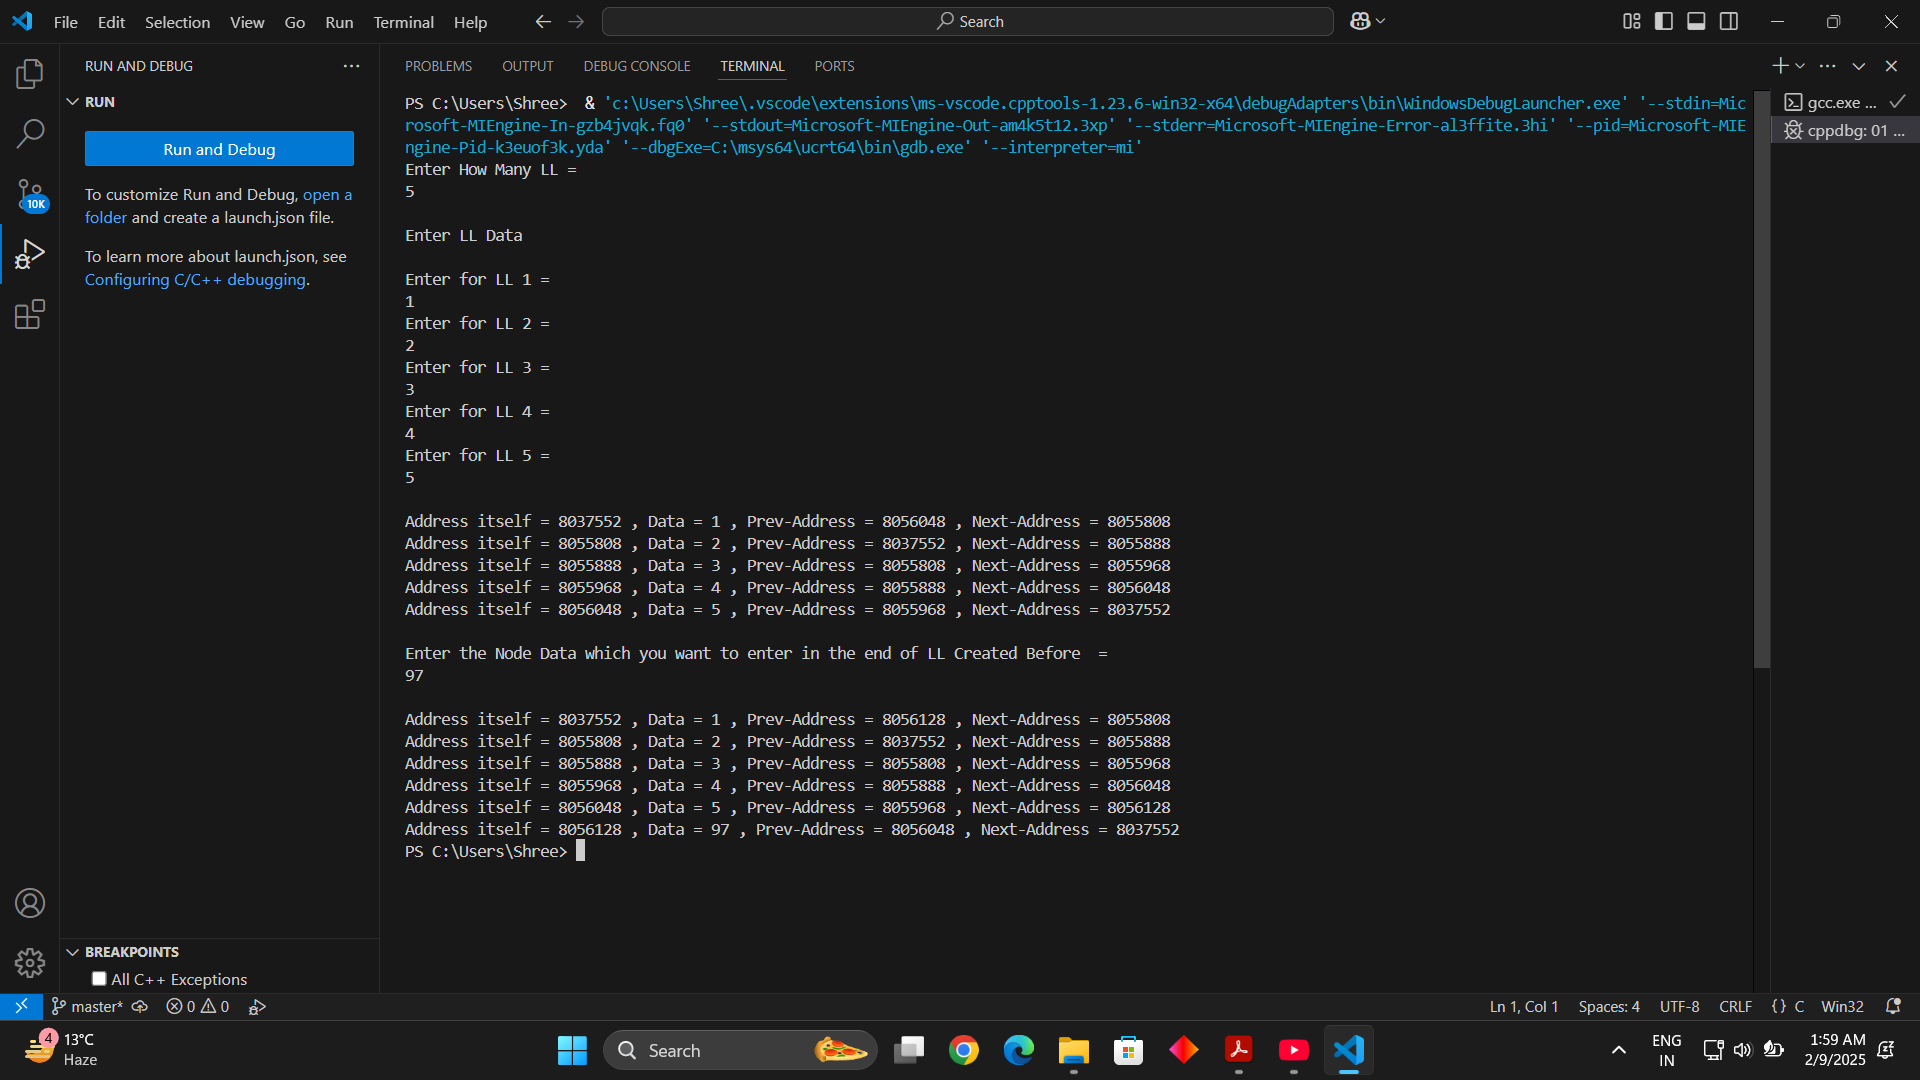 File Edit Selection View Go Run Terminal Help
Search
RUN AND DEBUG
RUN
Run and Debug
To customize Run and Debug, open a
folder and create a launch.json file.
To learn more about launch.json, see
Configuring C/C++ debugging.
10K
BREAKPOINTS
All C++ Exceptions
PROBLEMS OUTPUT DEBUG CONSOLE TERMINAL PORTS
PS C:\Users\Shree>  & 'c:\Users\Shree\.vscode\extensions\ms-vscode.cpptools-1.23.6-win32-x64\debugAdapters\bin\WindowsDebugLauncher.exe' '--stdin=Mic
rosoft-MIEngine-In-gzb4jvqk.fq0' '--stdout=Microsoft-MIEngine-Out-am4k5t12.3xp' '--stderr=Microsoft-MIEngine-Error-al3ffite.3hi' '--pid=Microsoft-MIE
ngine-Pid-k3euof3k.yda' '--dbgExe=C:\msys64\ucrt64\bin\gdb.exe' '--interpreter=mi'
Enter How Many LL =
5
Enter LL Data
Enter for LL 1 =
1
Enter for LL 2 =
2
Enter for LL 3 =
3
Enter for LL 4 =
4
Enter for LL 5 =
5
Address itself = 8037552 , Data = 1 , Prev-Address = 8056048 , Next-Address = 8055808
Address itself = 8055808 , Data = 2 , Prev-Address = 8037552 , Next-Address = 8055888
Address itself = 8055888 , Data = 3 , Prev-Address = 8055808 , Next-Address = 8055968
Address itself = 8055968 , Data = 4 , Prev-Address = 8055888 , Next-Address = 8056048
Address itself = 8056048 , Data = 5 , Prev-Address = 8055968 , Next-Address = 8037552
Enter the Node Data which you want to enter in the end of LL Created Before  =
97
Address itself = 8037552 , Data = 1 , Prev-Address = 8056128 , Next-Address = 8055808
Address itself = 8055808 , Data = 2 , Prev-Address = 8037552 , Next-Address = 8055888
Address itself = 8055888 , Data = 3 , Prev-Address = 8055808 , Next-Address = 8055968
Address itself = 8055968 , Data = 4 , Prev-Address = 8055888 , Next-Address = 8056048
Address itself = 8056048 , Data = 5 , Prev-Address = 8055968 , Next-Address = 8056128
Address itself = 8056128 , Data = 97 , Prev-Address = 8056048 , Next-Address = 8037552
PS C:\Users\Shree>
gcc.exe ...
cppdbg: 01 ...
master* 0 0 Ln 1, Col 1 Spaces: 4 UTF-8 CRLF {} C Win32
4
13°C
Haze
Search
ENG
IN
1:59 AM
2/9/2025